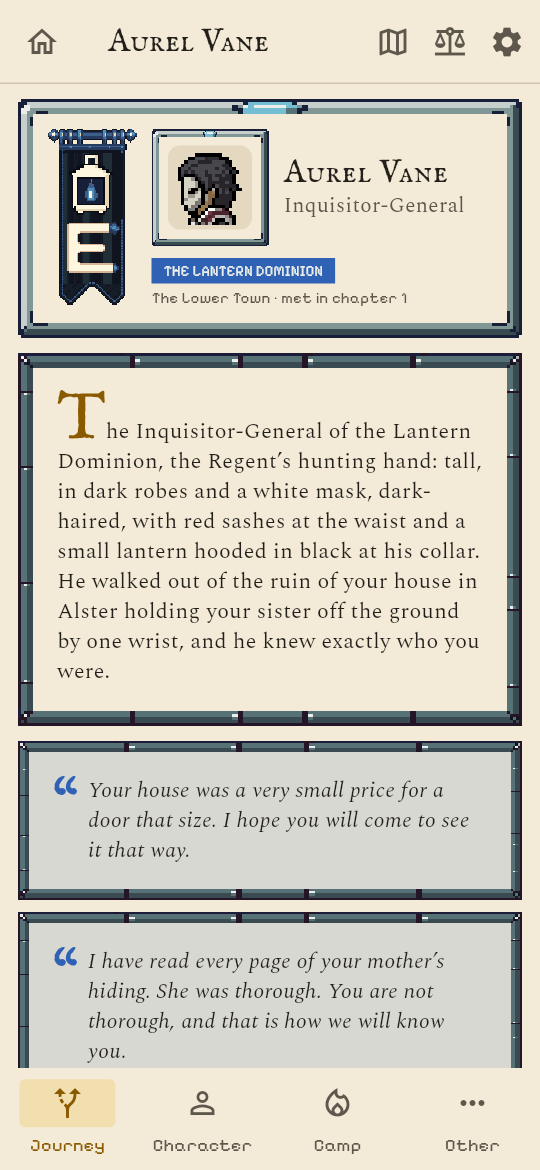 Aurel Vane
E
Aurel Vane
Inquisitor-General
THE LANTERN DOMINION
The Lower Town · met in chapter 1
The Inquisitor-General of the Lantern
Dominion, the Regent’s hunting hand: tall,
in dark robes and a white mask, dark-
haired, with red sashes at the waist and a
small lantern hooded in black at his collar.
He walked out of the ruin of your house in
Alster holding your sister off the ground
by one wrist, and he knew exactly who you
were.
“ Your house was a very small price for a
door that size. I hope you will come to see
it that way.
“ I have read every page of your mother’s
hiding. She was thorough. You are not
thorough, and that is how we will know
you.
Journey
Character
Camp
Other